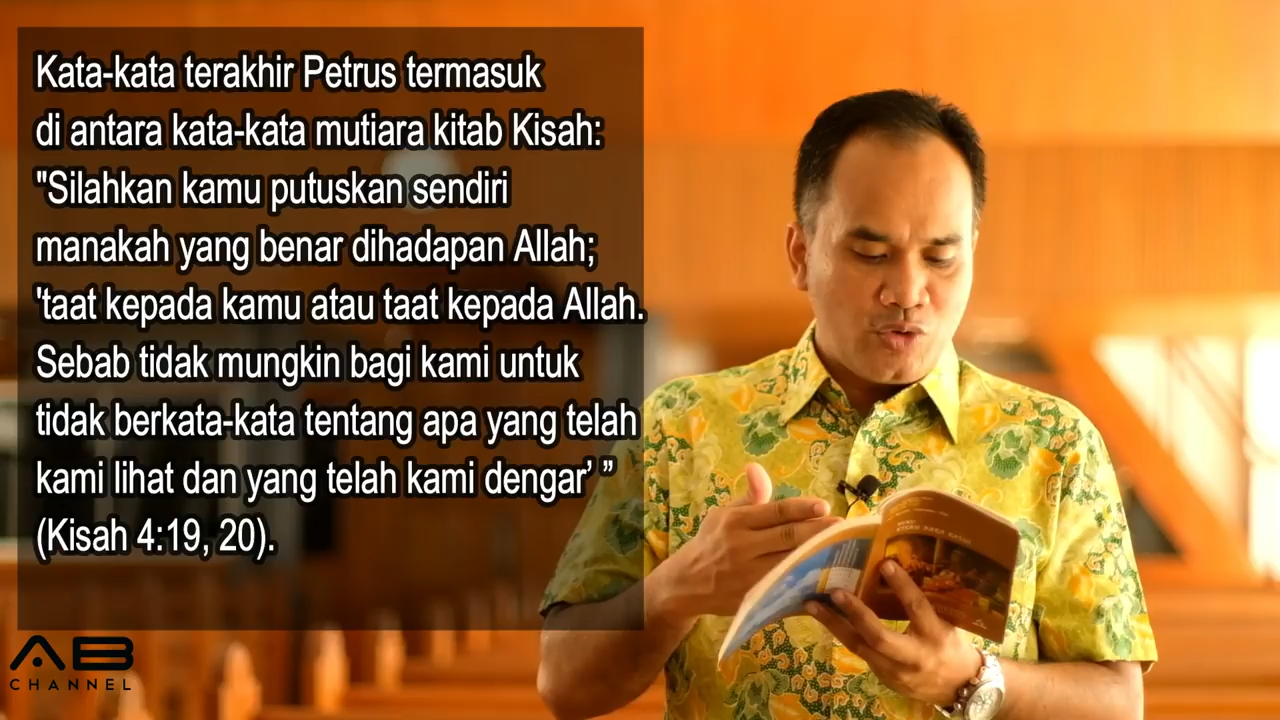 Kata-kata terakhir Petrus termasuk
di antara kata-kata mutiara kitab Kisah:
"Silahkan kamu putuskan sendiri
manakah yang benar dihadapan Allah;
'taat kepada kamu atau taat kepada Allah.
Sebab tidak mungkin bagi kami untuk
tidak berkata-kata tentang apa yang telah
kami lihat dan yang telah kami dengar’ ”
(Kisah 4:19, 20).
AB
CHANNEL